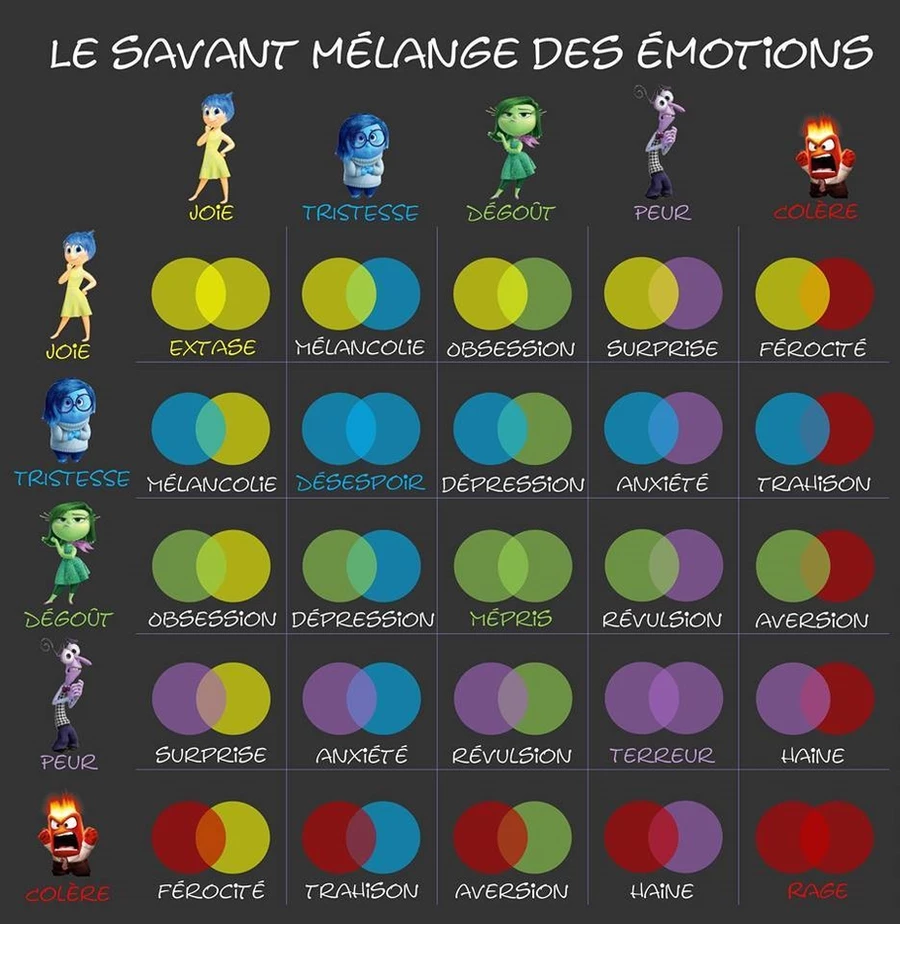 LE SAVANT MÉLANGE DES ÉMOTIONS
JOIE TRISTESSE DÉGOÛT PEUR COLÈRE
JOIE EXTASE MÉLANCOLIE OBSESSION SURPRISE FÉROCITÉ
TRISTESSE MÉLANCOLIE DÉSESPOIR DÉPRESSION ANXIÉTÉ TRAHISON
DÉGOÛT OBSESSION DÉPRESSION MÉPRIS RÉVULSION AVERSION
PEUR SURPRISE ANXIÉTÉ RÉVULSION TERREUR HAINE
COLÈRE FÉROCITÉ TRAHISON AVERSION HAINE RAGE